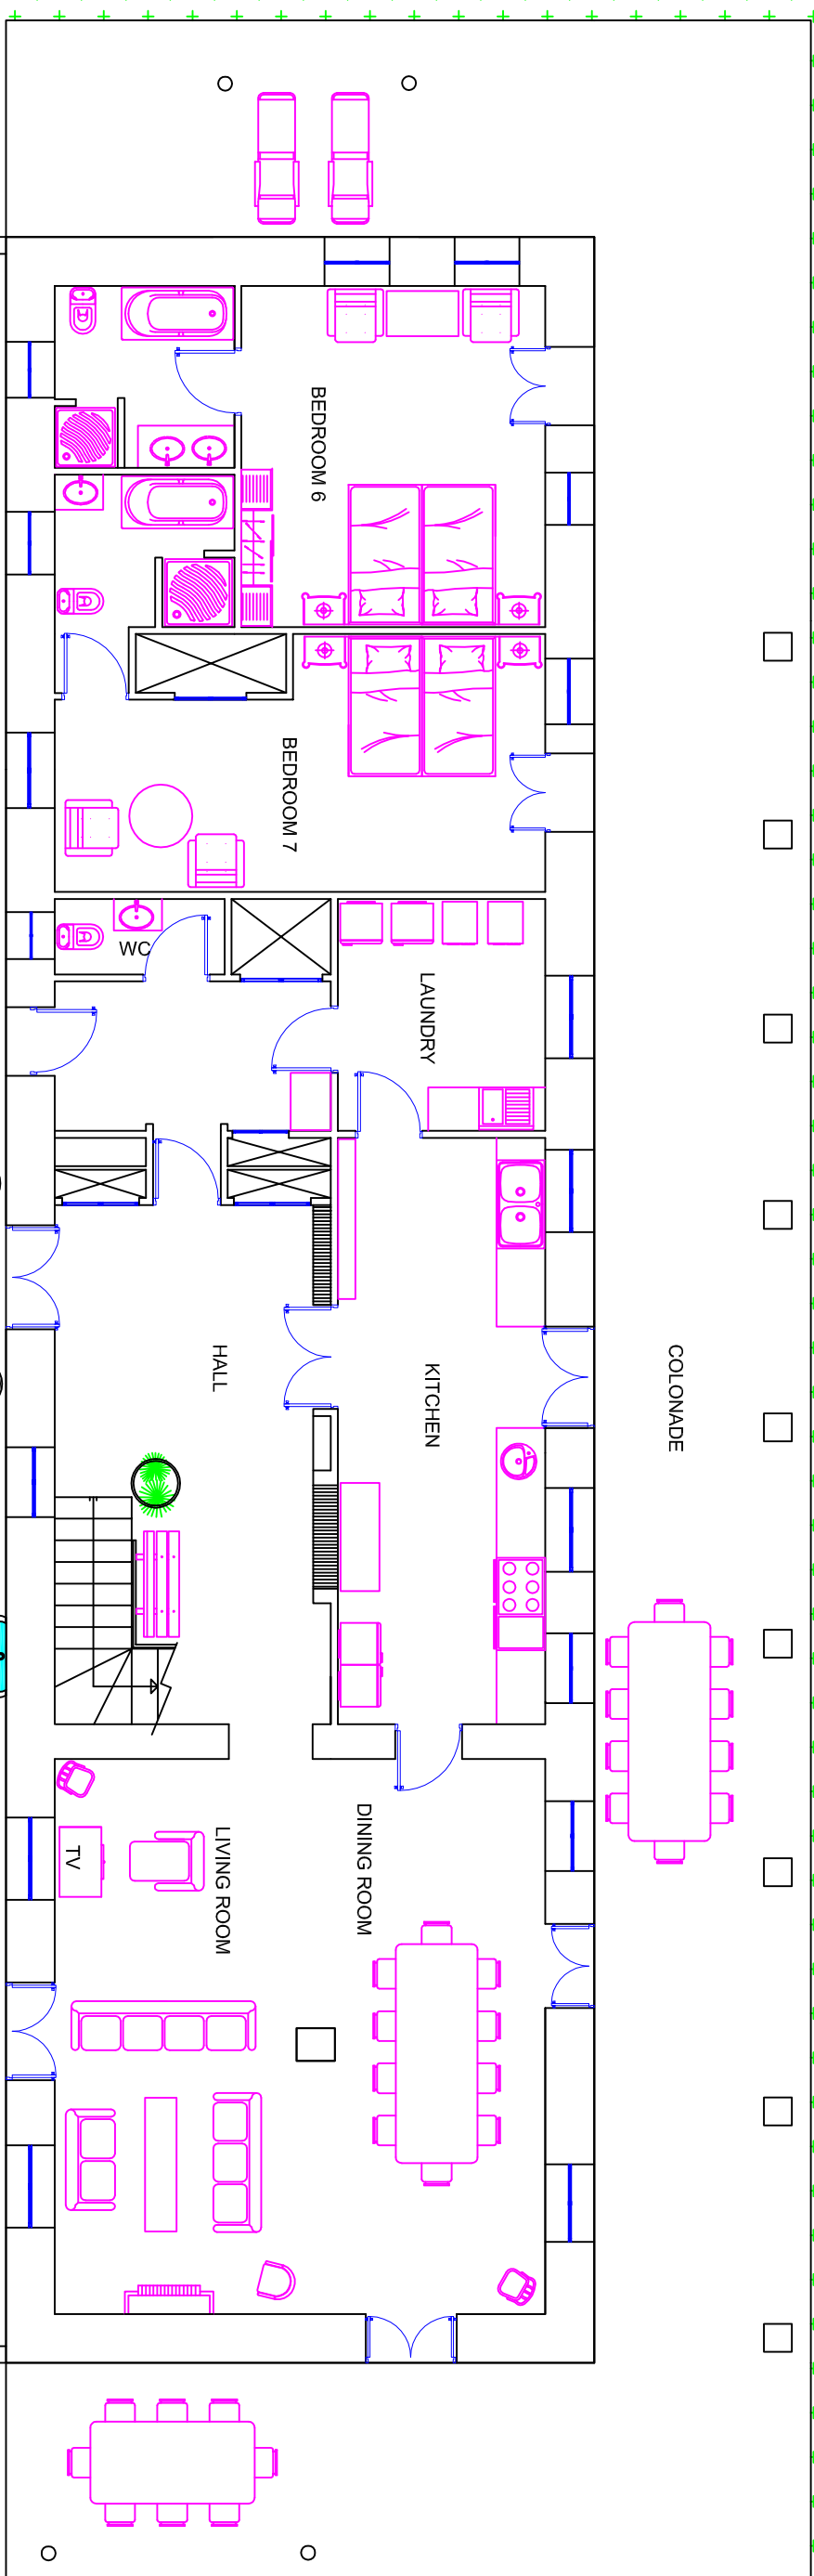 BEDROOM 6
BEDROOM 7
WC
LAUNDRY
HALL
KITCHEN
COLONADE
DINING ROOM
LIVING ROOM
TV